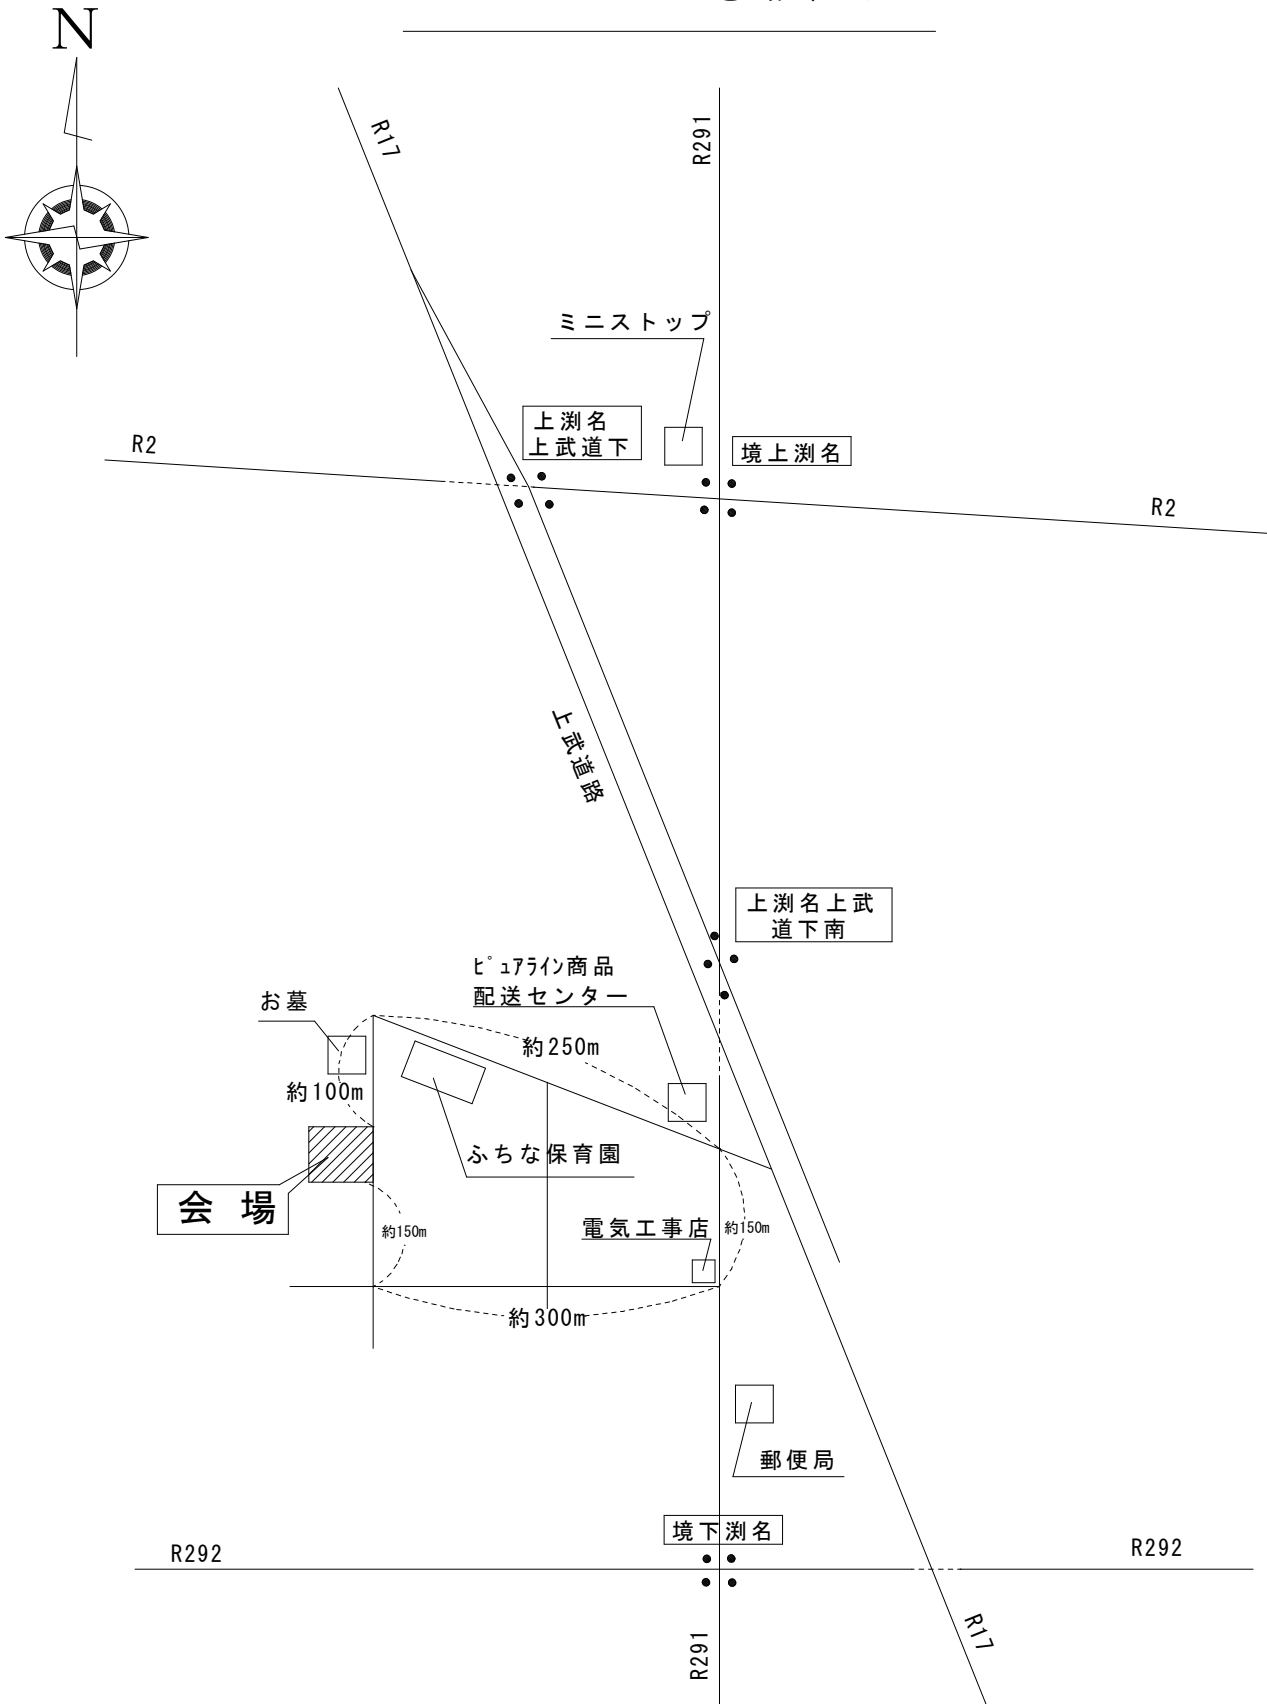 N
R17
R291
ミニストップ
上渕名
上武道下
境上渕名
R2
R2
上武道路
上渕名上武
道下南
ﾋﾟｭｱﾗｲﾝ商品
配送センター
お墓
約250m
約100m
ふちな保育園
会 場
約150m
電気工事店
約150m
約300m
郵便局
境下渕名
R292
R292
R17
R291